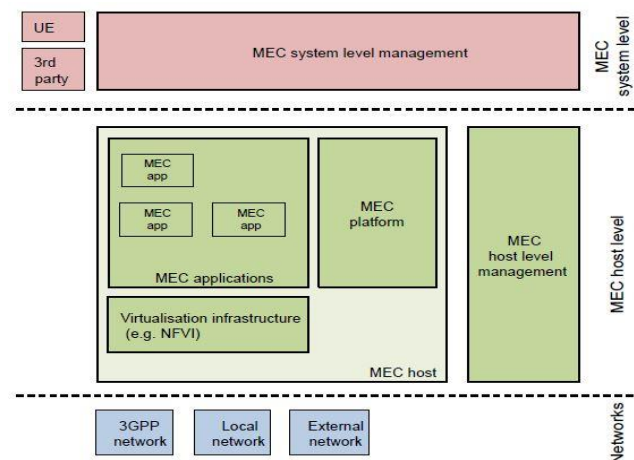 UE
3rd
party
MEC system level management
MEC
system level
MEC
app
MEC
app
MEC
app
MEC applications
MEC
platform
Virtualisation infrastructure
(e.g. NFVI)
MEC host
MEC
host level
management
MEC host level
3GPP
network
Local
network
External
network
Networks